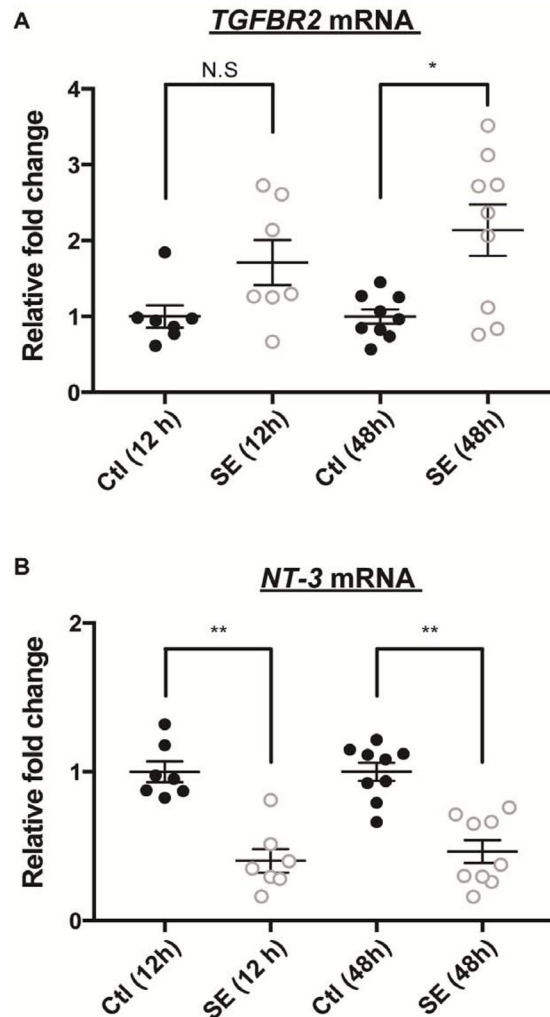 A
TGFBR2 mRNA
N.S
*
Relative fold change
4
3
2
1
0
Ctl (12 h)
SE (12h)
Ctl (48h)
SE (48h)
B
NT-3 mRNA
**
**
Relative fold change
2
1
0
Ctl (12h)
SE (12 h)
Ctl (48h)
SE (48h)